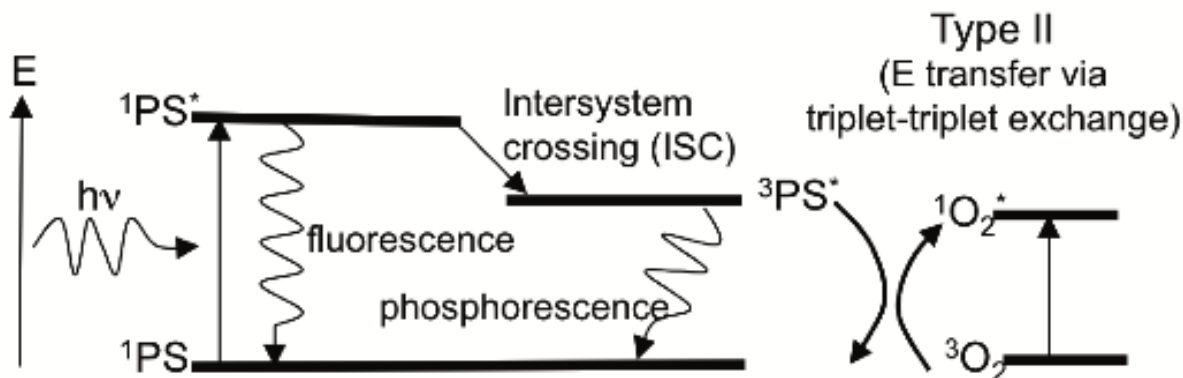 Type II
(E transfer via
triplet-triplet exchange)
E
¹PS*
Intersystem
crossing (ISC)
hν
³PS*
¹O₂*
fluorescence
phosphorescence
¹PS
³O₂